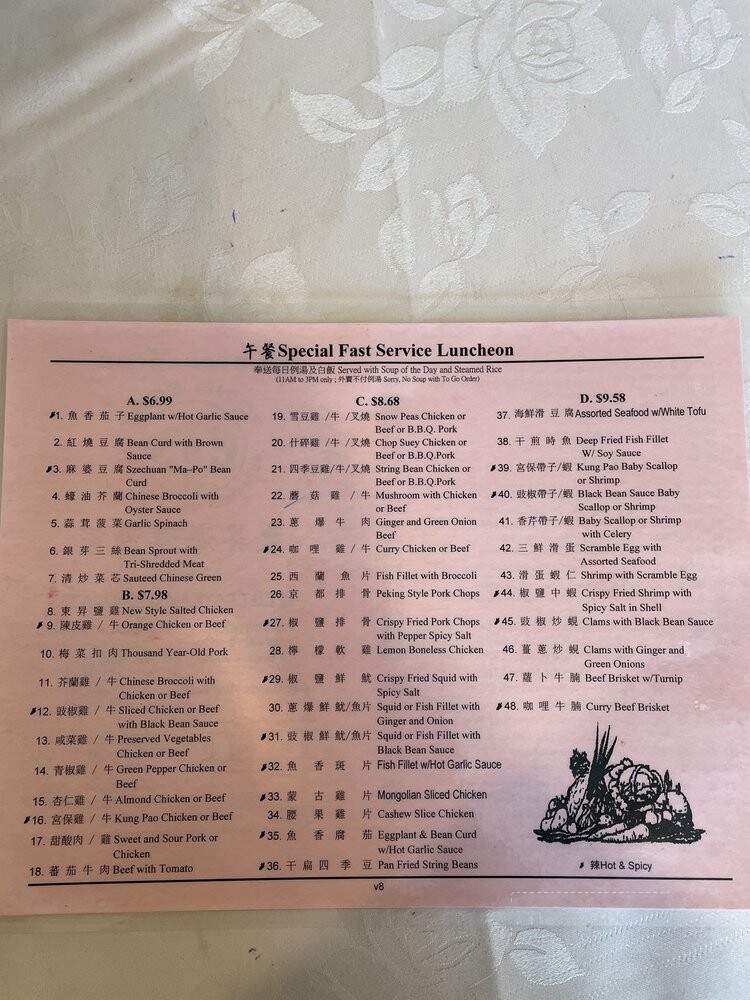 午餐Special Fast Service Luncheon
奉送每日例湯及白飯 Served with Soup of the Day and Steamed Rice
(11AM to 3PM only ; 外賣不付例湯 Sorry, No Soup with To Go Order)
A. $6.99
1. 魚香茄子 Eggplant w/Hot Garlic Sauce
2. 紅燒豆腐 Bean Curd with Brown
Sauce
3. 麻婆豆腐 Szechuan "Ma–Po" Bean
Curd
4. 蠔油芥蘭 Chinese Broccoli with
Oyster Sauce
5. 蒜茸菠菜 Garlic Spinach
6. 銀芽三絲 Bean Sprout with
Tri-Shredded Meat
7. 清炒菜芯 Sauteed Chinese Green
B. $7.98
8. 東昇鹽雞 New Style Salted Chicken
9. 陳皮雞 / 牛 Orange Chicken or Beef
10. 梅菜扣肉 Thousand Year-Old Pork
11. 芥蘭雞 / 牛 Chinese Broccoli with
Chicken or Beef
12. 豉椒雞 / 牛 Sliced Chicken or Beef
with Black Bean Sauce
13. 咸菜雞 / 牛 Preserved Vegetables
Chicken or Beef
14. 青椒雞 / 牛 Green Pepper Chicken or
Beef
15. 杏仁雞 / 牛 Almond Chicken or Beef
16. 宮保雞 / 牛 Kung Pao Chicken or Beef
17. 甜酸肉 / 雞 Sweet and Sour Pork or
Chicken
18. 蕃茄牛肉 Beef with Tomato
C. $8.68
19. 雪豆雞 /牛 /叉燒 Snow Peas Chicken or
Beef or B.B.Q. Pork
20. 什碎雞 /牛 /叉燒 Chop Suey Chicken or
Beef or B.B.Q. Pork
21. 四季豆雞/牛/叉燒 String Bean Chicken or
Beef or B.B.Q.Pork
22. 蘑菇雞 / 牛 Mushroom with Chicken
or Beef
23. 蔥爆牛肉 Ginger and Green Onion
Beef
24. 咖哩雞 / 牛 Curry Chicken or Beef
25. 西蘭魚片 Fish Fillet with Broccoli
26. 京都排骨 Peking Style Pork Chops
27. 椒鹽排骨 Crispy Fried Pork Chops
with Pepper Spicy Salt
28. 檸檬軟雞 Lemon Boneless Chicken
29. 椒鹽鮮魷 Crispy Fried Squid with
Spicy Salt
30. 蔥爆鮮魷/魚片 Squid or Fish Fillet with
Ginger and Onion
31. 豉椒鮮魷/魚片 Squid or Fish Fillet with
Black Bean Sauce
32. 魚香斑片 Fish Fillet w/Hot Garlic Sauce
33. 蒙古雞片 Mongolian Sliced Chicken
34. 腰果雞片 Cashew Slice Chicken
35. 魚香腐茄 Eggplant & Bean Curd
w/Hot Garlic Sauce
36. 干扁四季豆 Pan Fried String Beans
D. $9.58
37. 海鮮滑豆腐 Assorted Seafood w/White Tofu
38. 干煎時魚 Deep Fried Fish Fillet
W/ Soy Sauce
39. 宮保帶子/蝦 Kung Pao Baby Scallop
or Shrimp
40. 豉椒帶子/蝦 Black Bean Sauce Baby
Scallop or Shrimp
41. 香芹帶子/蝦 Baby Scallop or Shrimp
with Celery
42. 三鮮滑蛋 Scramble Egg with
Assorted Seafood
43. 滑蛋蝦仁 Shrimp with Scramble Egg
44. 椒鹽中蝦 Crispy Fried Shrimp with
Spicy Salt in Shell
45. 豉椒炒蜆 Clams with Black Bean Sauce
46. 薑蔥炒蜆 Clams with Ginger and
Green Onions
47. 蘿卜牛腩 Beef Brisket w/Turnip
48. 咖哩牛腩 Curry Beef Brisket
辣Hot & Spicy
v8